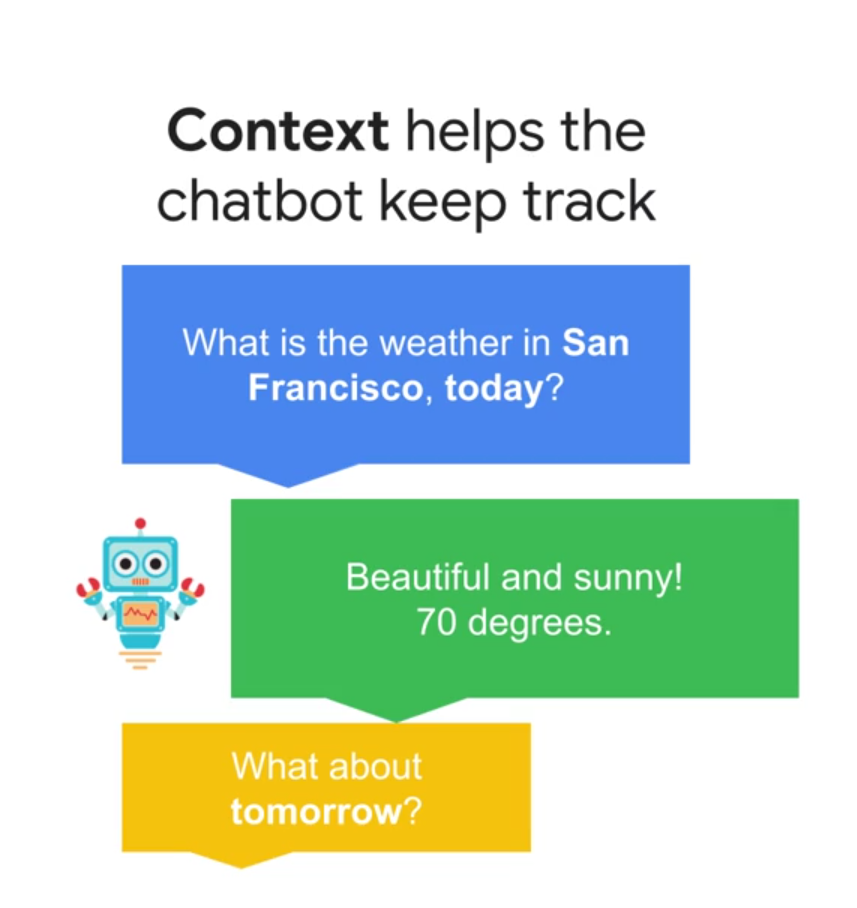 Context helps the
chatbot keep track
What is the weather in San
Francisco, today?
Beautiful and sunny!
70 degrees.
What about
tomorrow?